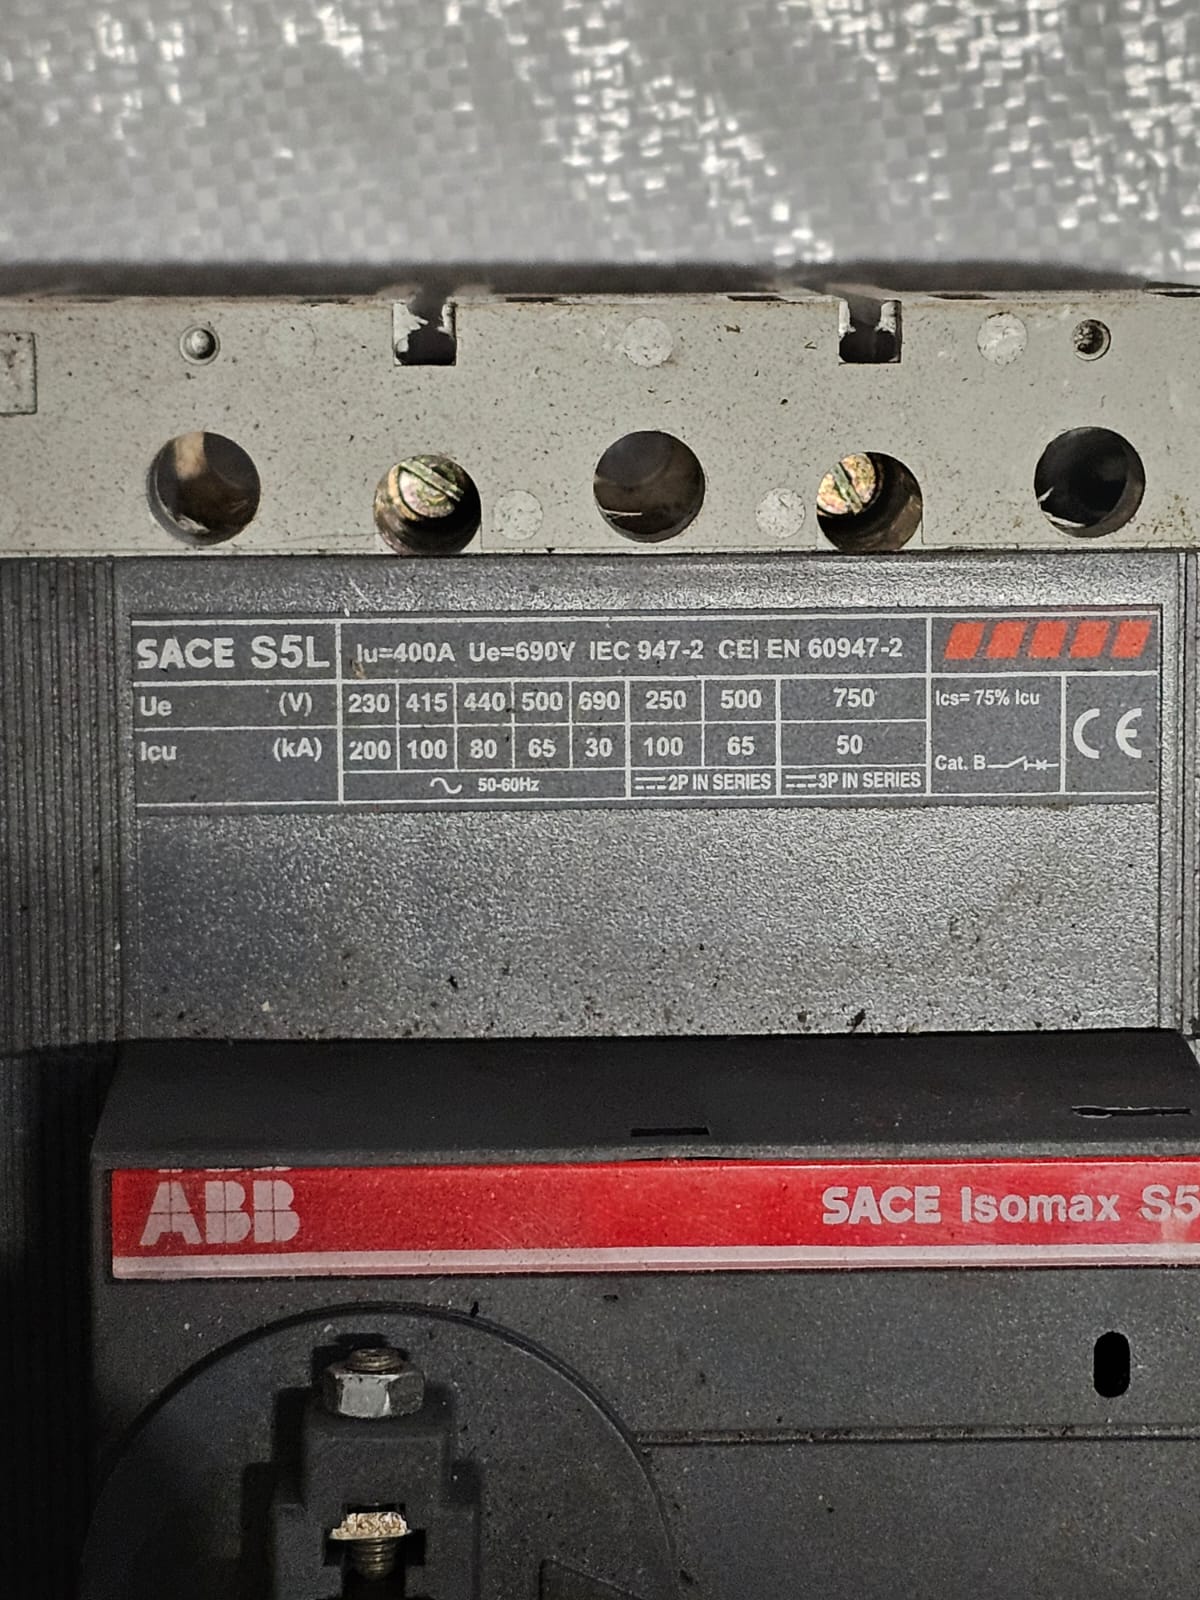 SACE S5L Iu=400A Ue=690V IEC 947-2 CEI EN 60947-2
Ue (V) 230 415 440 500 690 250 500 750 Ics= 75% Icu
Icu (kA) 200 100 80 65 30 100 65 50 CE
Cat. B
50-60Hz 2P IN SERIES 3P IN SERIES
ABB SACE Isomax S5